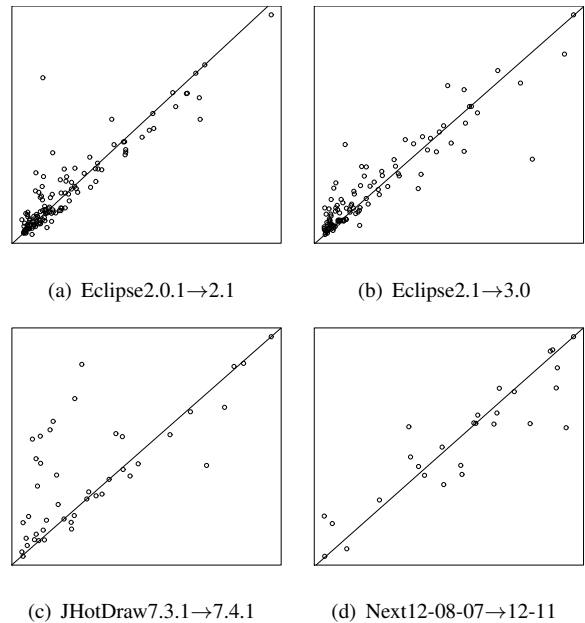 (a) Eclipse2.0.1→2.1
(b) Eclipse2.1→3.0
(c) JHotDraw7.3.1→7.4.1
(d) Next12-08-07→12-11